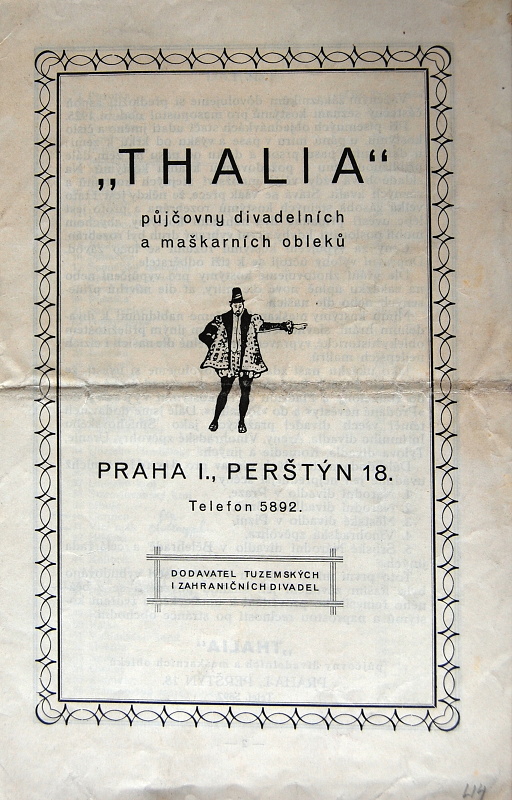 „THALIA“
půjčovny divadelních
a maškarních obleků
PRAHA I., PERŠTÝN 18.
Telefon 5892.
DODAVATEL TUZEMSKÝCH
I ZAHRANIČNÍCH DIVADEL